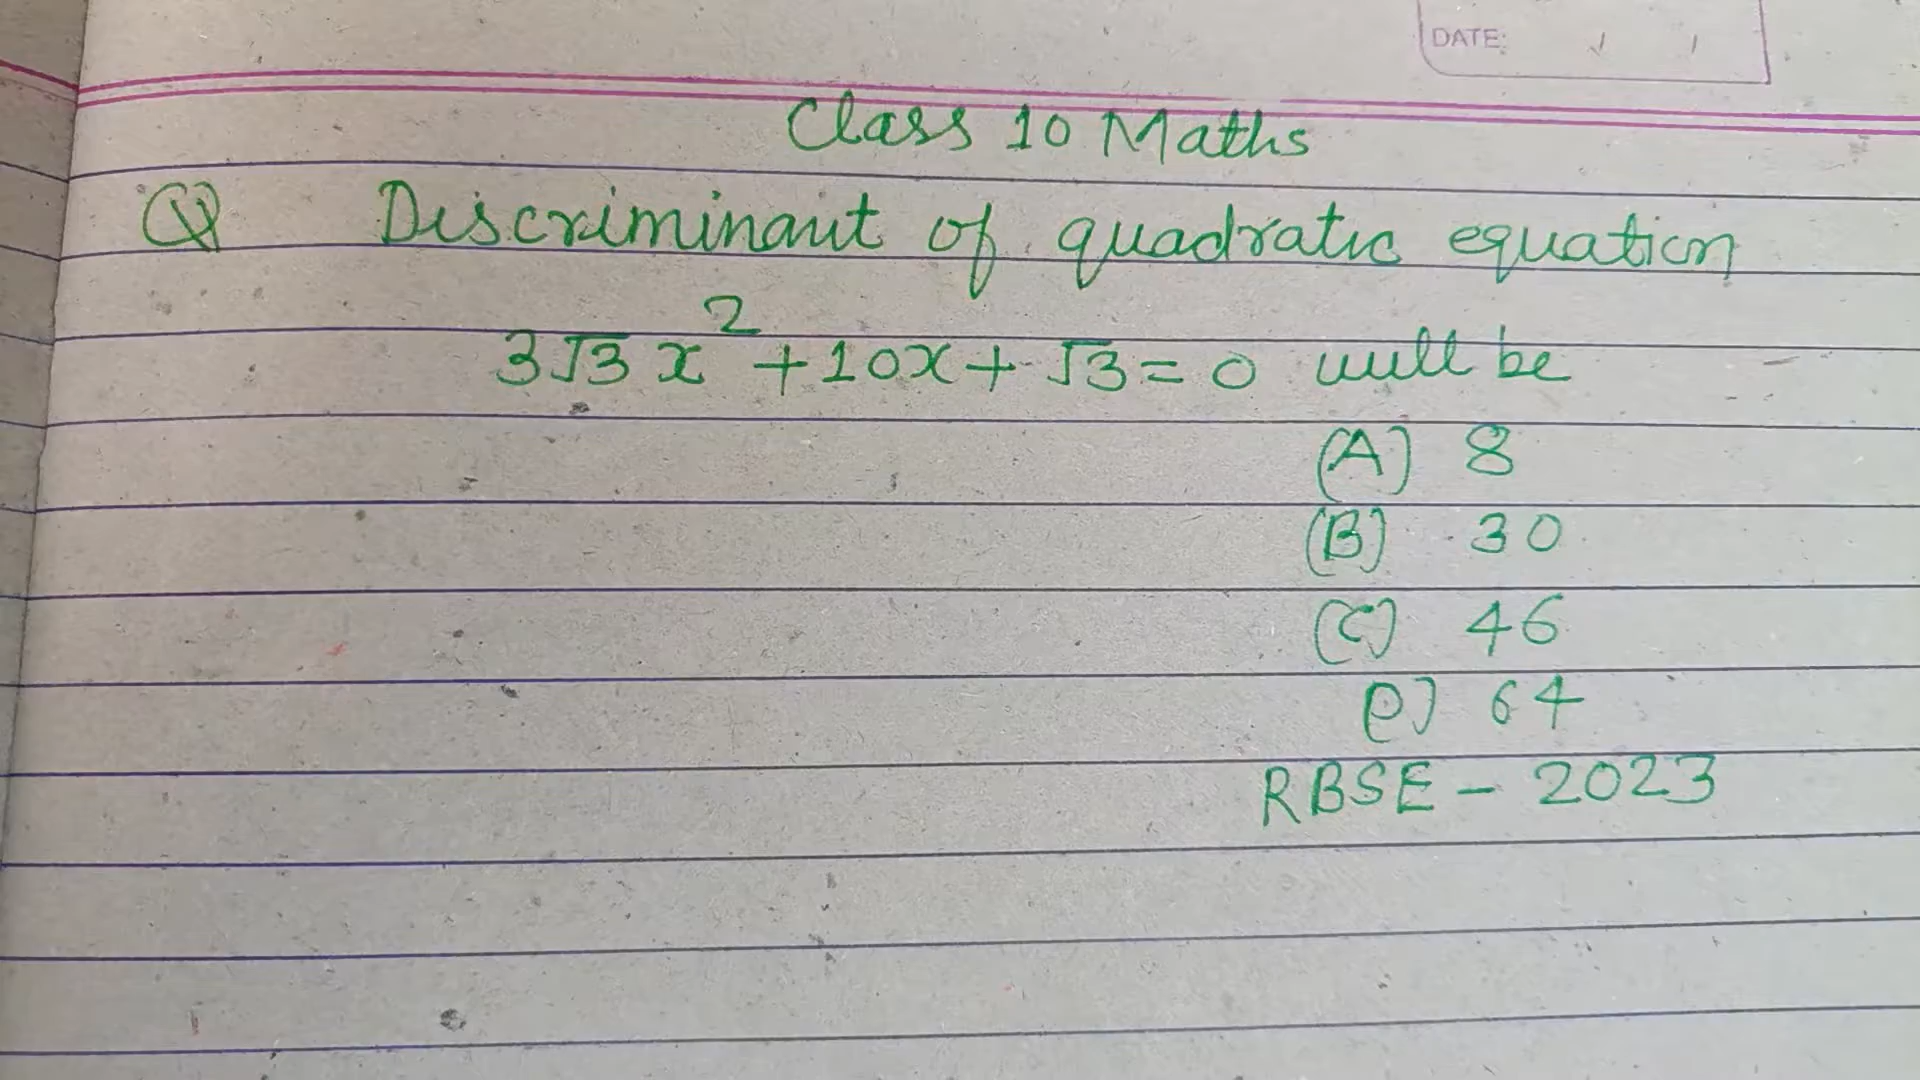 DATE: / /
Class 10 Maths
Q Discriminant of quadratic equation
3√3 x² + 10x + √3 = 0 will be
(A) 8
(B) 30
(C) 46
D) 64
RBSE - 2023